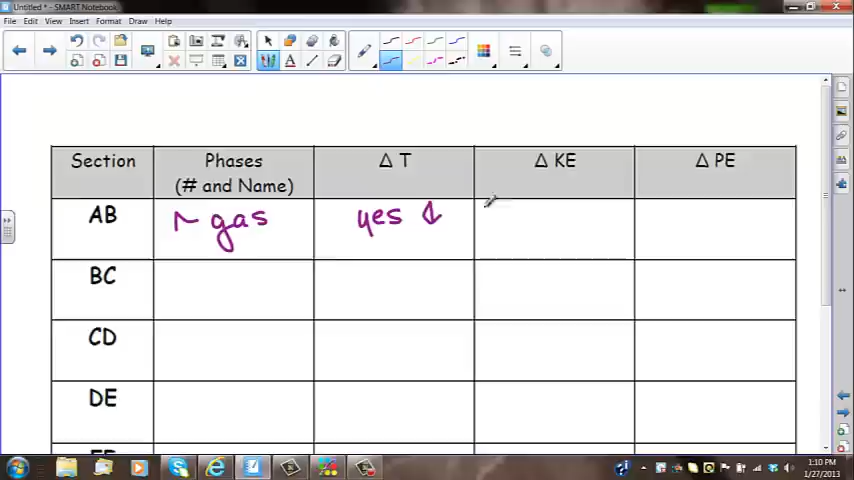 Untitled * - SMART Notebook
File Edit View Insert Format Draw Help
Section Phases (# and Name) Δ T Δ KE Δ PE
AB gas yes ↓
BC
CD
DE
1:10 PM
1/27/2013